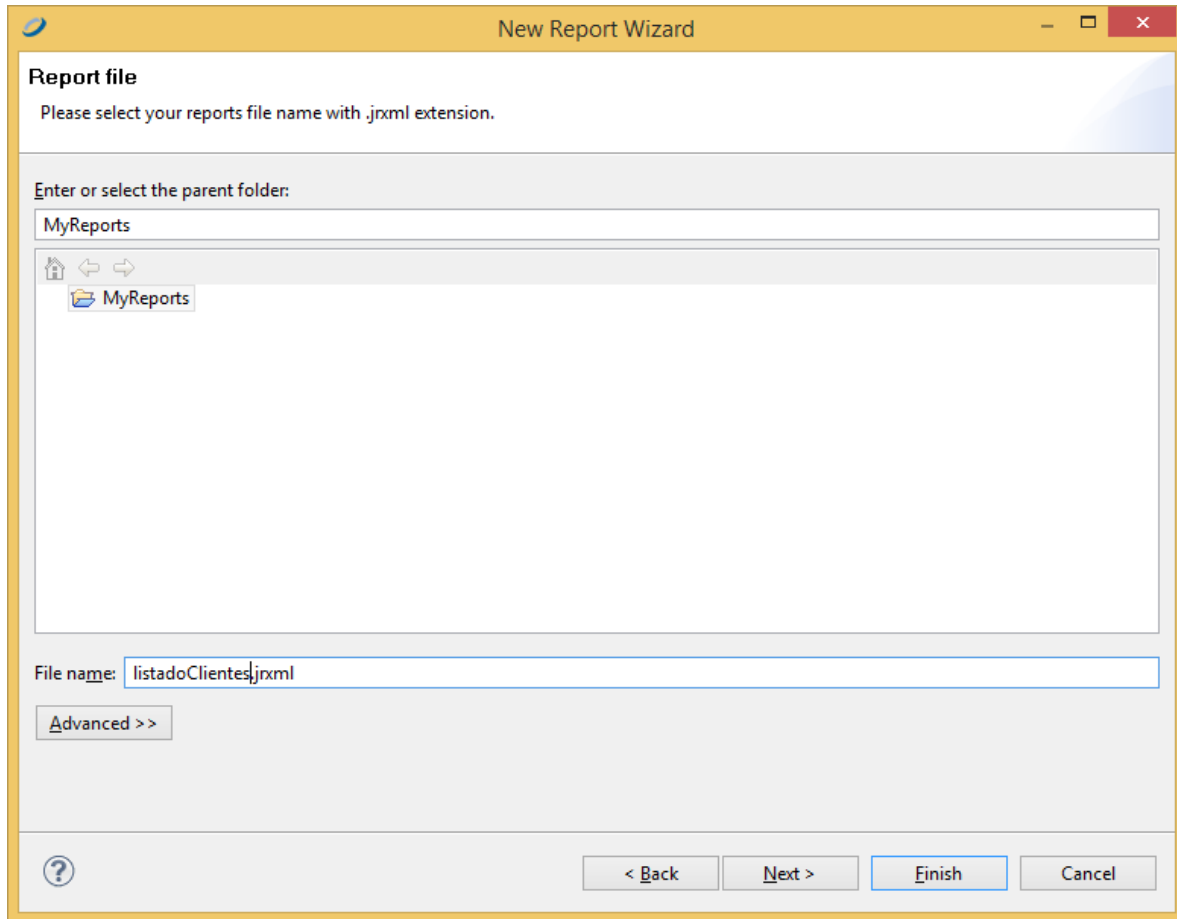 New Report Wizard
Report file
Please select your reports file name with .jrxml extension.
Enter or select the parent folder:
MyReports
MyReports
File name: listadoClientes.jrxml
Advanced >>
< Back Next > Finish Cancel